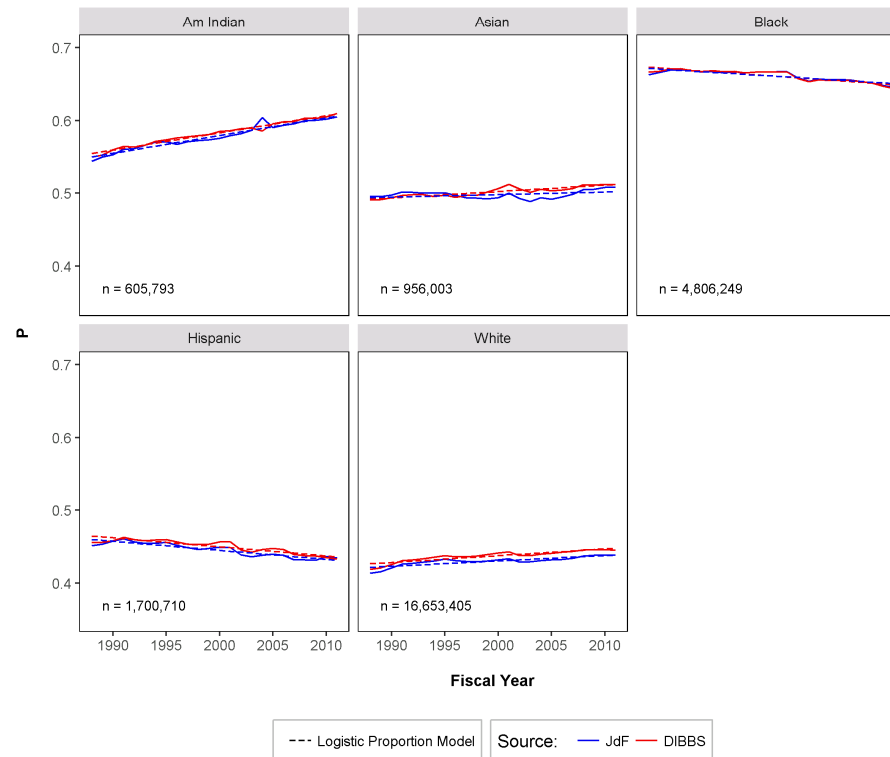 Am Indian Asian Black
0.7
0.6
0.5
0.4
n = 605,793 n = 956,003 n = 4,806,249
P
Hispanic White
0.7
0.6
0.5
0.4
n = 1,700,710 n = 16,653,405
1990 1995 2000 2005 2010 1990 1995 2000 2005 2010
Fiscal Year
Logistic Proportion Model Source: JdF DIBBS